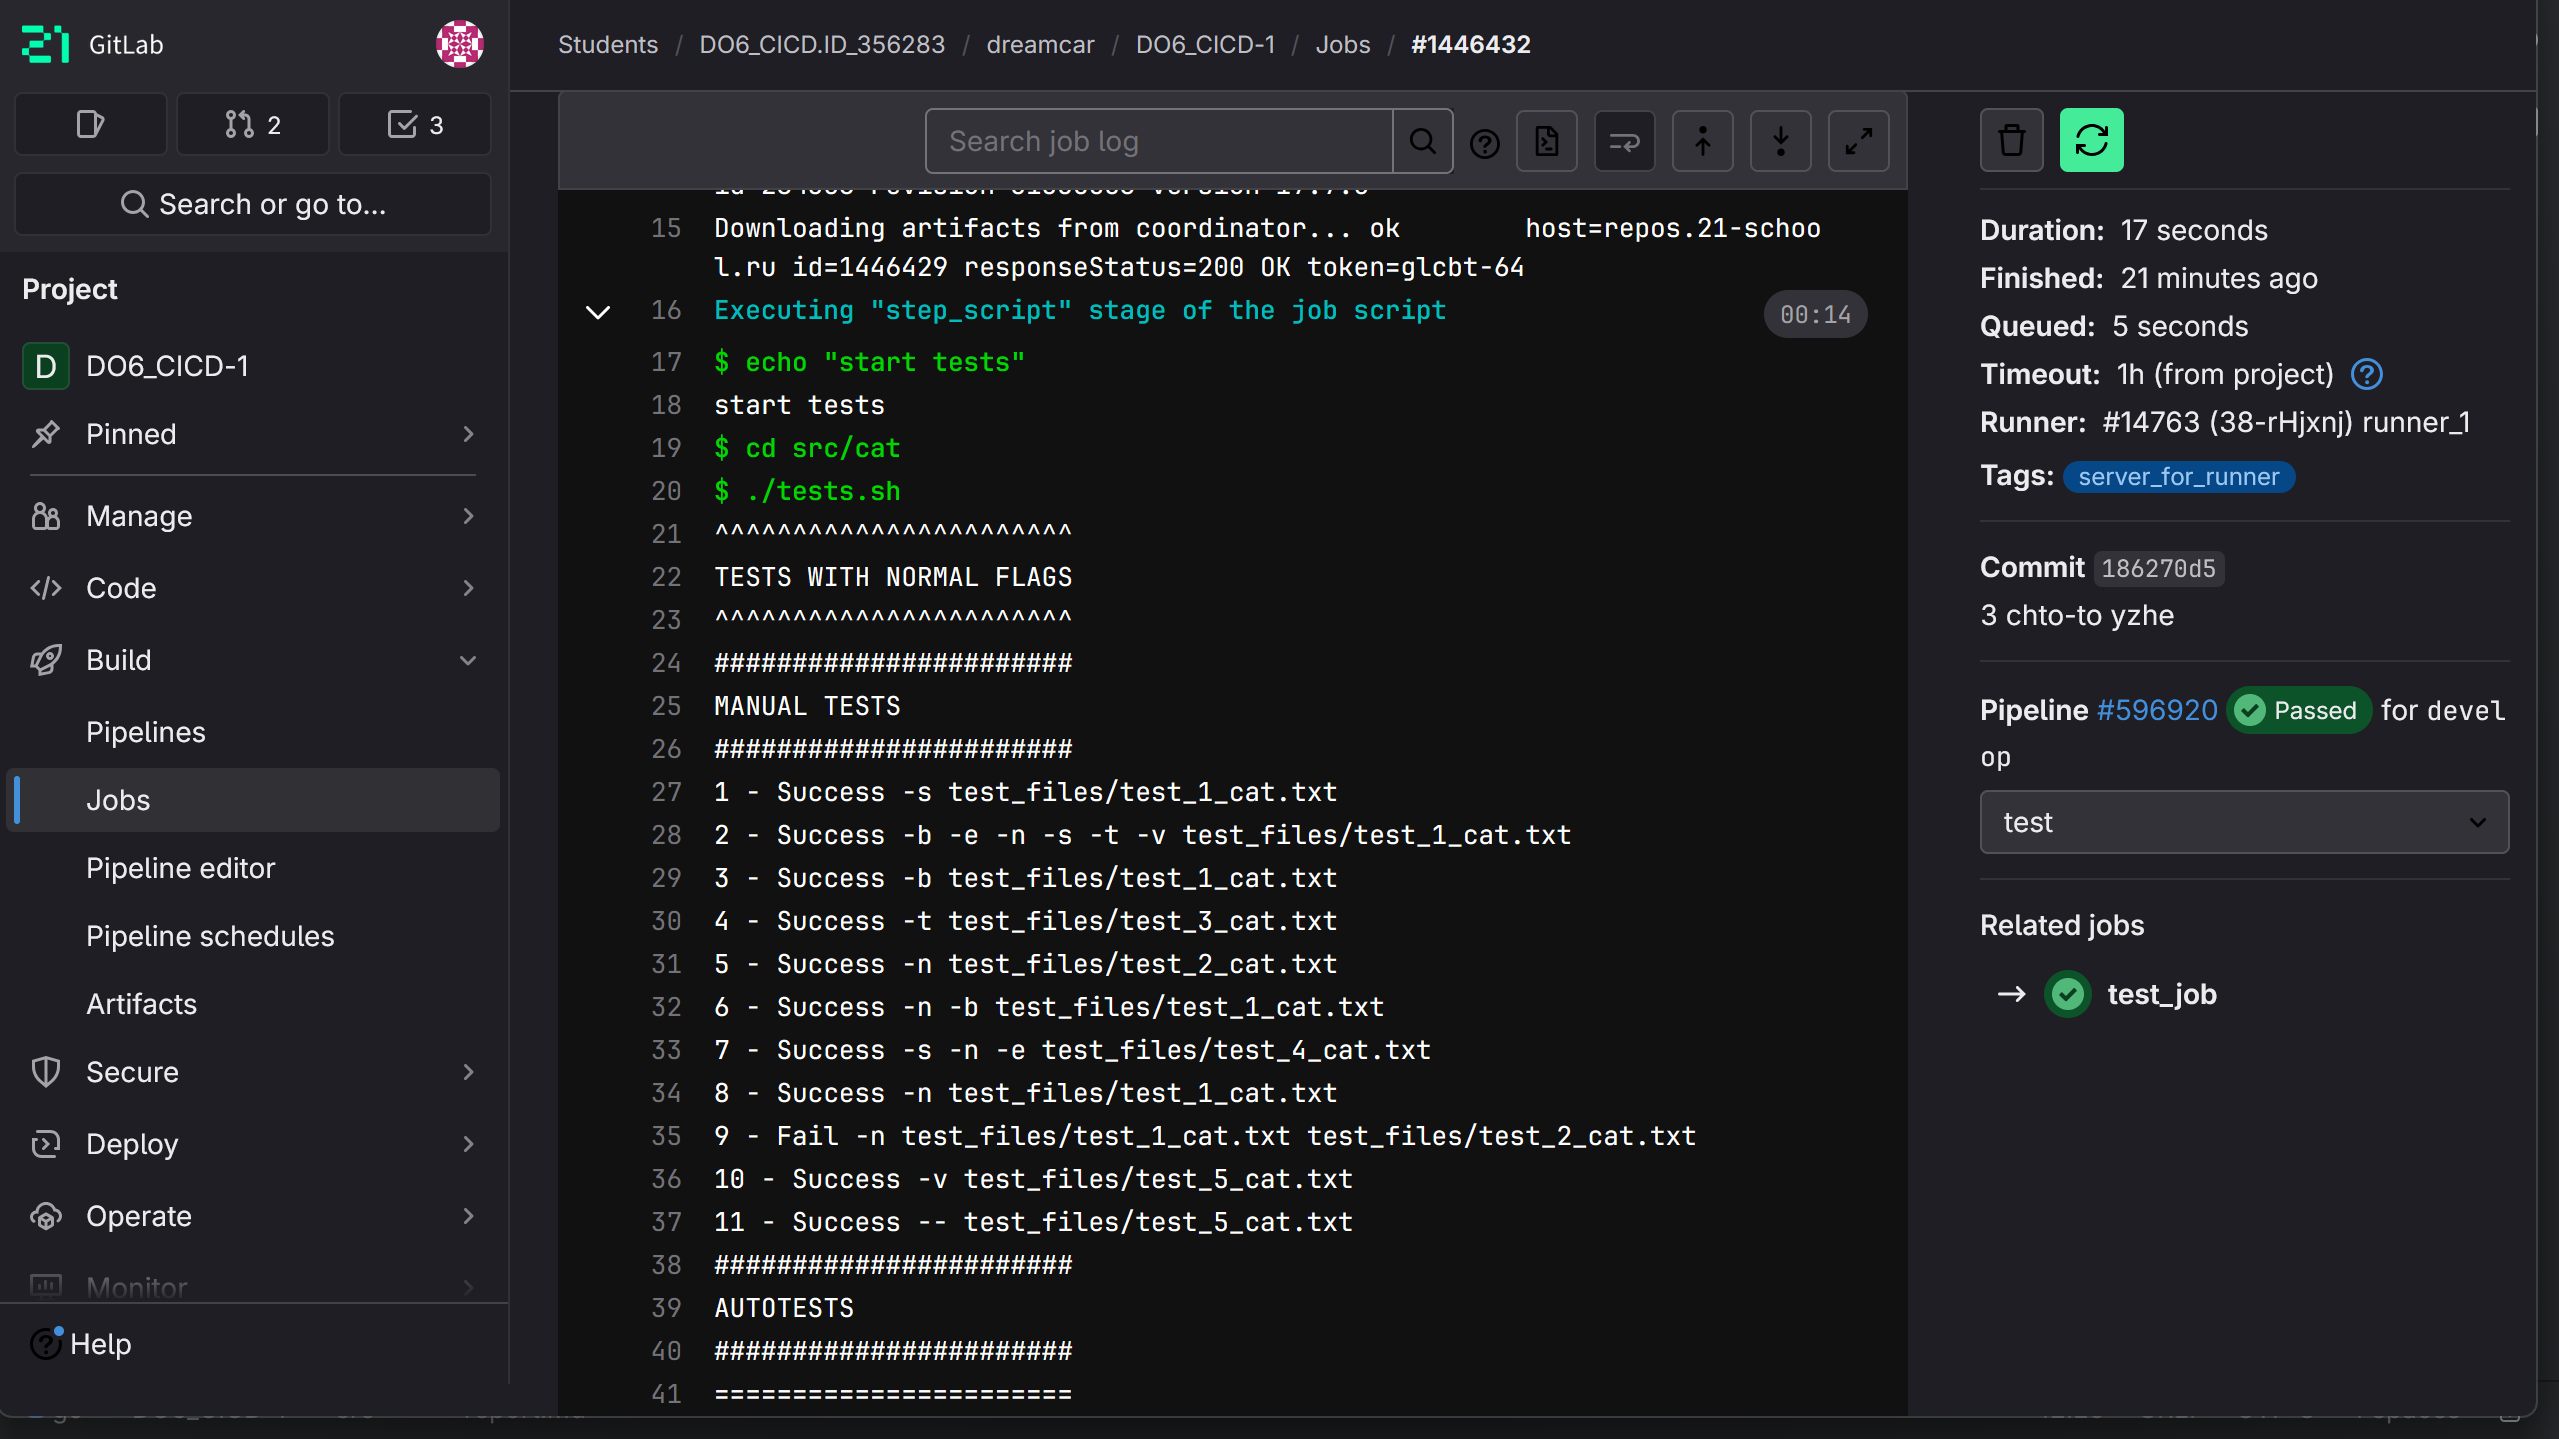 GitLab
Students / DO6_CICD.ID_356283 / dreamcar / DO6_CICD-1 / Jobs / #1446432
2
3
Search or go to...
Project
D DO6_CICD-1
Pinned
Manage
Code
Build
Pipelines
Jobs
Pipeline editor
Pipeline schedules
Artifacts
Secure
Deploy
Operate
Monitor
Help
Search job log
15 Downloading artifacts from coordinator... ok        host=repos.21-schoo
l.ru id=1446429 responseStatus=200 OK token=glcbt-64
16 Executing "step_script" stage of the job script 00:14
17 $ echo "start tests"
18 start tests
19 $ cd src/cat
20 $ ./tests.sh
21 ^^^^^^^^^^^^^^^^^^^^^^^
22 TESTS WITH NORMAL FLAGS
23 ^^^^^^^^^^^^^^^^^^^^^^^
24 #######################
25 MANUAL TESTS
26 #######################
27 1 - Success -s test_files/test_1_cat.txt
28 2 - Success -b -e -n -s -t -v test_files/test_1_cat.txt
29 3 - Success -b test_files/test_1_cat.txt
30 4 - Success -t test_files/test_3_cat.txt
31 5 - Success -n test_files/test_2_cat.txt
32 6 - Success -n -b test_files/test_1_cat.txt
33 7 - Success -s -n -e test_files/test_4_cat.txt
34 8 - Success -n test_files/test_1_cat.txt
35 9 - Fail -n test_files/test_1_cat.txt test_files/test_2_cat.txt
36 10 - Success -v test_files/test_5_cat.txt
37 11 - Success -- test_files/test_5_cat.txt
38 #######################
39 AUTOTESTS
40 #######################
41 =======================
Duration: 17 seconds
Finished: 21 minutes ago
Queued: 5 seconds
Timeout: 1h (from project)
Runner: #14763 (38-rHjxnj) runner_1
Tags: server_for_runner
Commit 186270d5
3 chto-to yzhe
Pipeline #596920 Passed for devel
op
test
Related jobs
→ test_job